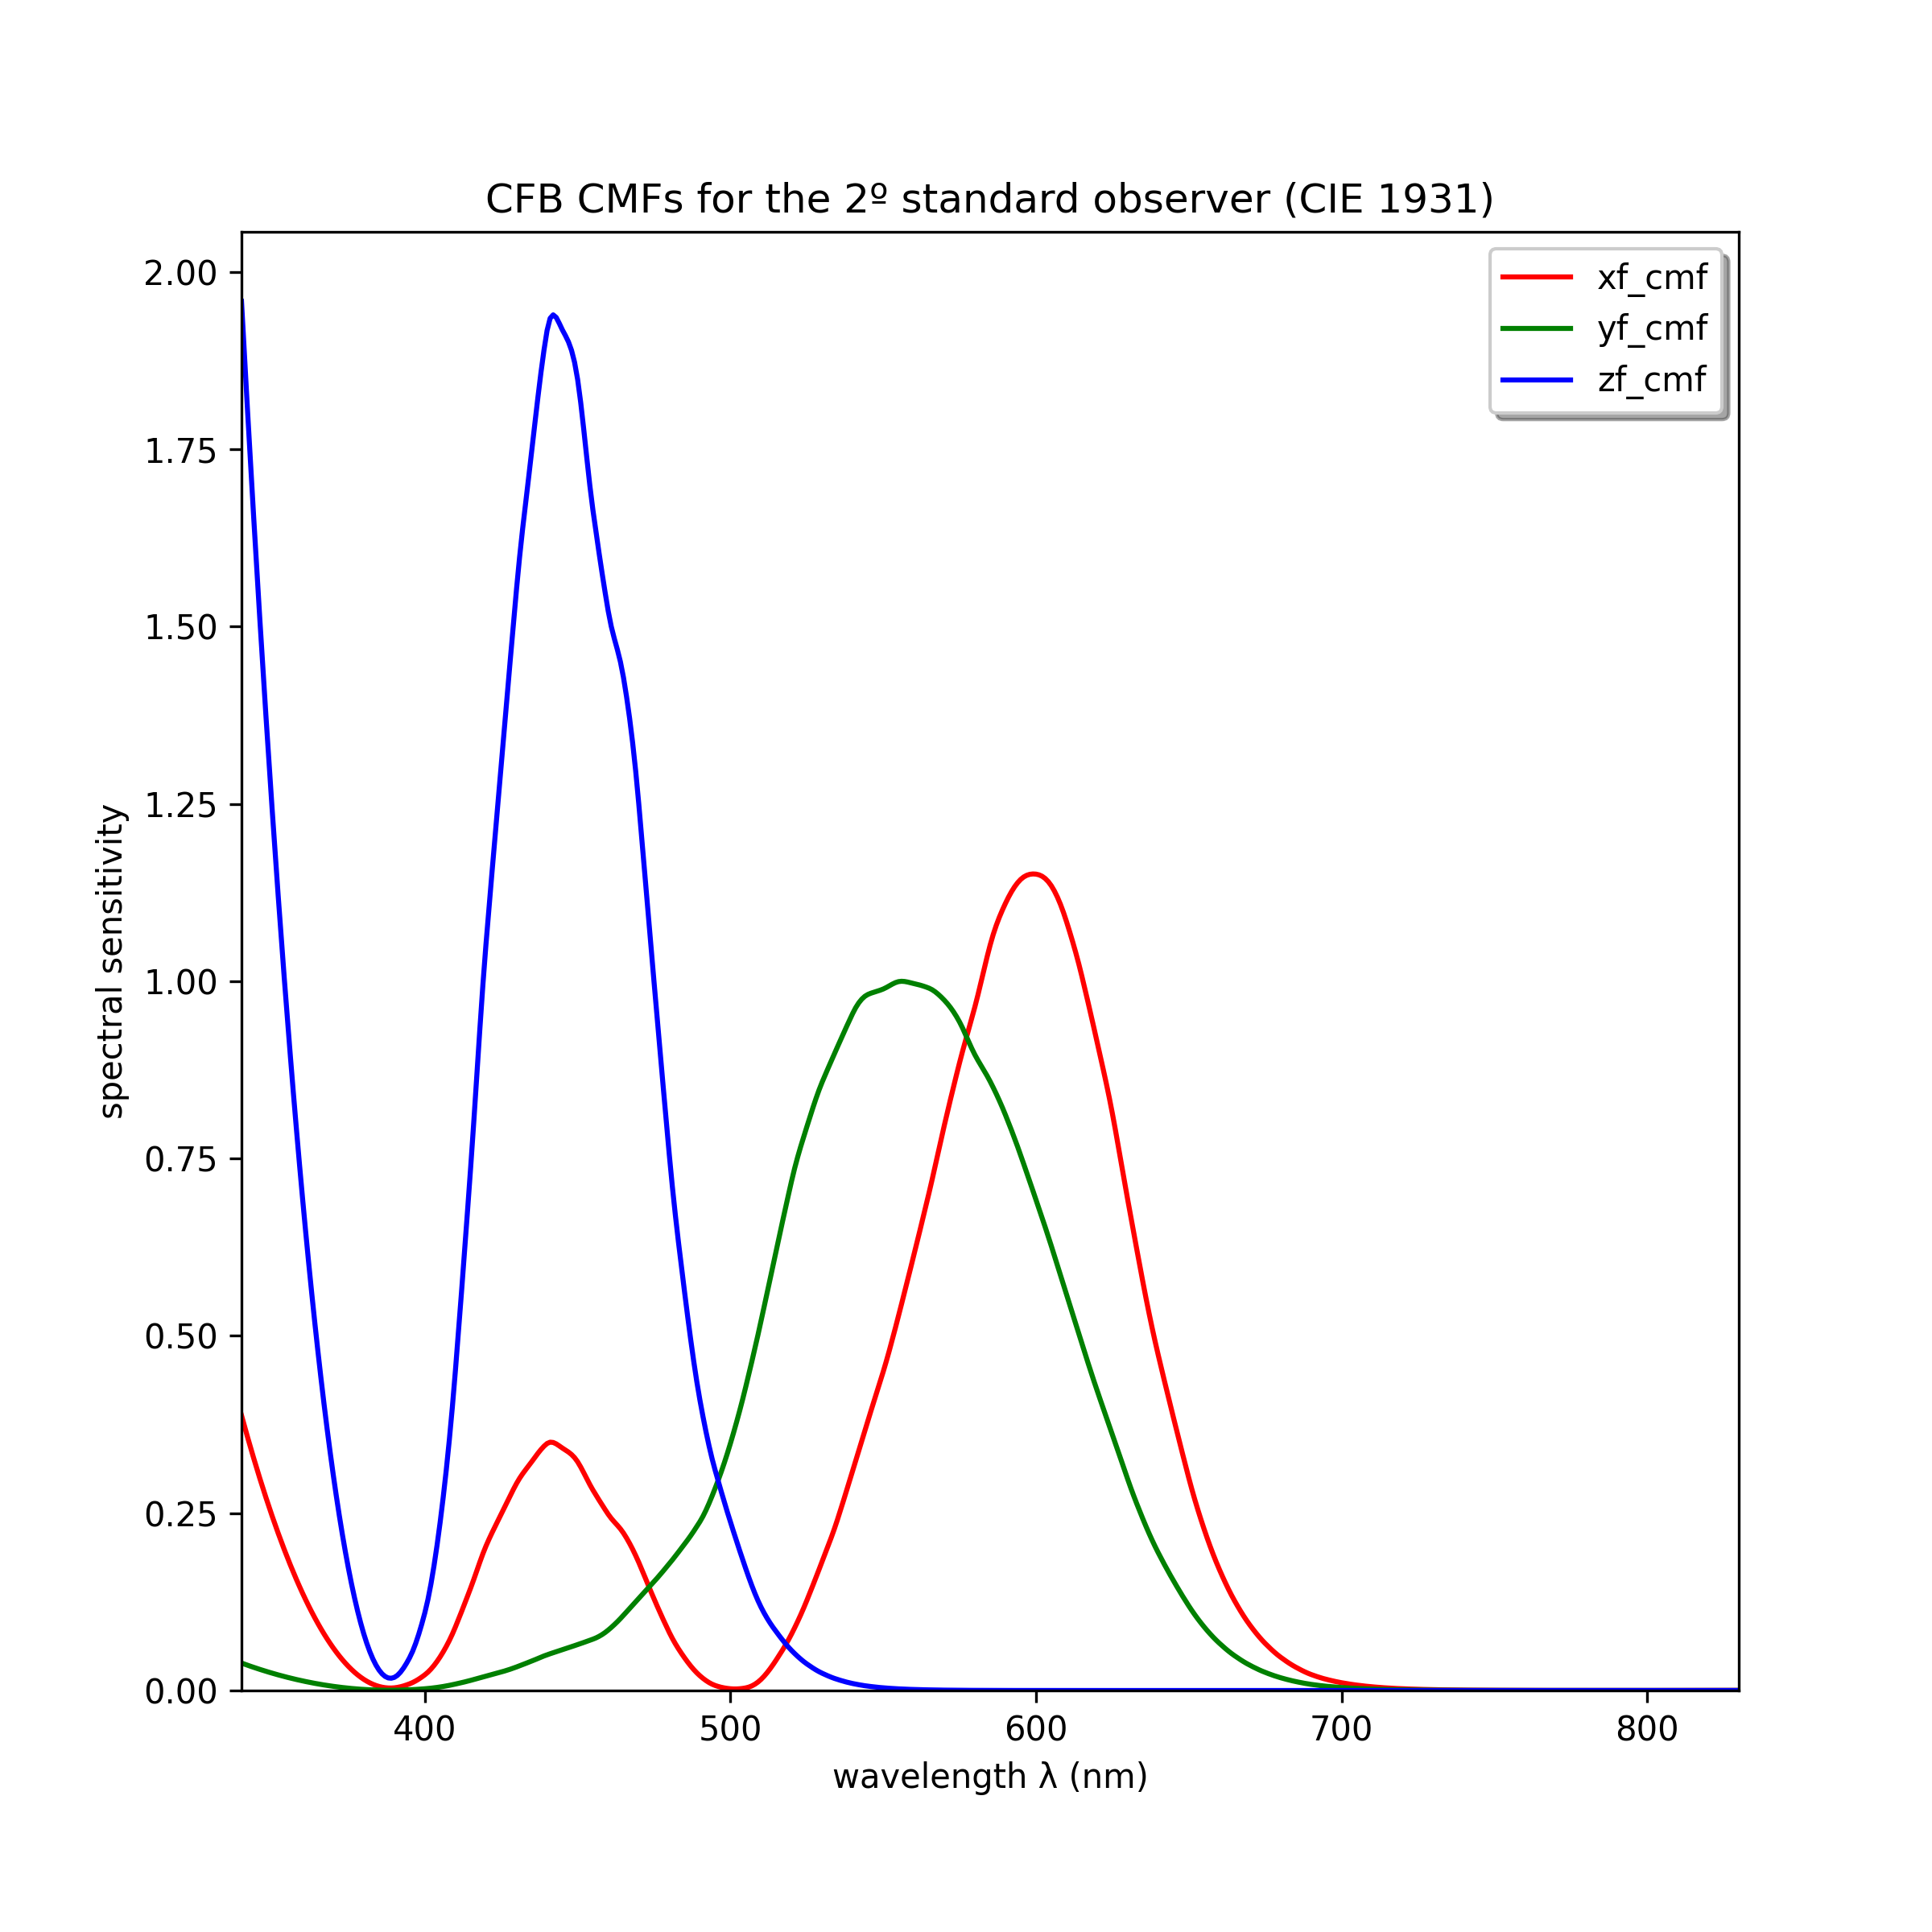 CFB CMFs for the 2º standard observer (CIE 1931)
xf_cmf
yf_cmf
zf_cmf
spectral sensitivity
2.00
1.75
1.50
1.25
1.00
0.75
0.50
0.25
0.00
400 500 600 700 800
wavelength λ (nm)